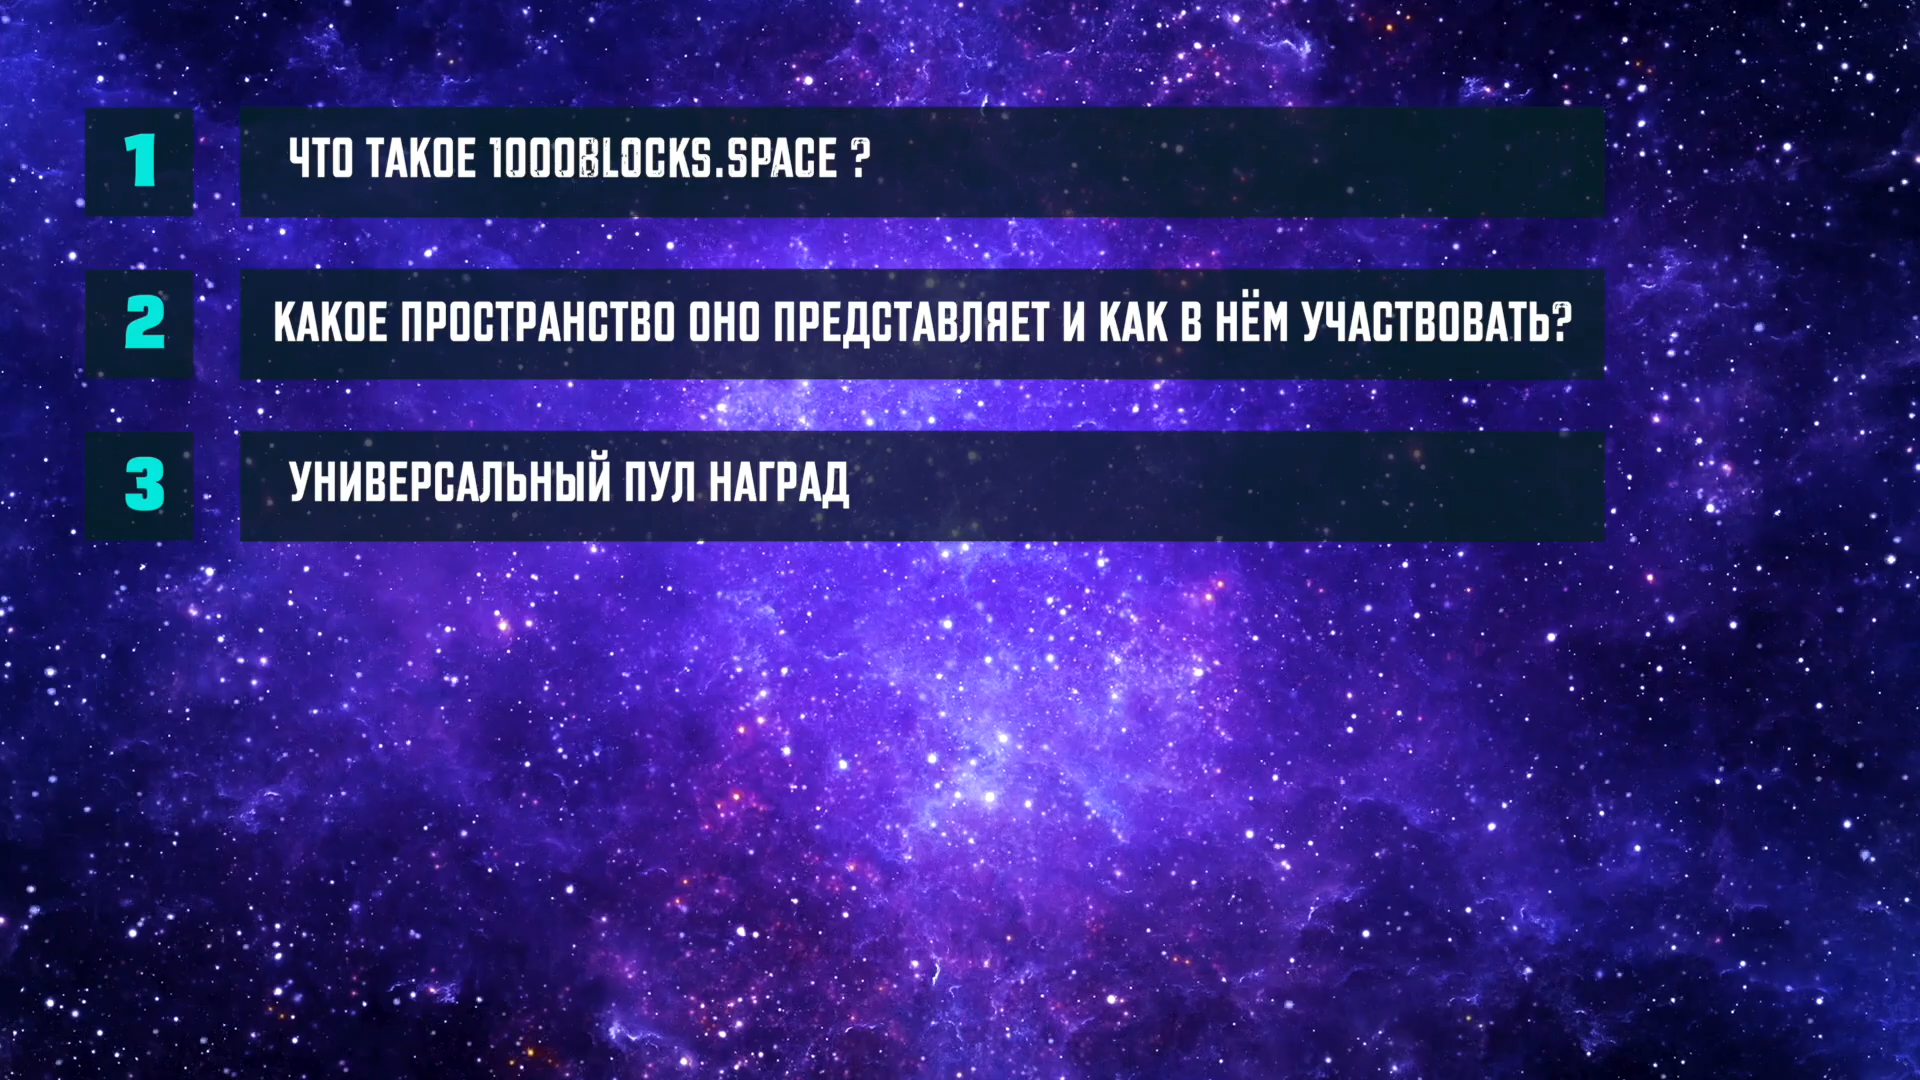 1
ЧТО ТАКОЕ 1000BLOCKS.SPACE ?
2
КАКОЕ ПРОСТРАНСТВО ОНО ПРЕДСТАВЛЯЕТ И КАК В НЁМ УЧАСТВОВАТЬ?
3
УНИВЕРСАЛЬНЫЙ ПУЛ НАГРАД